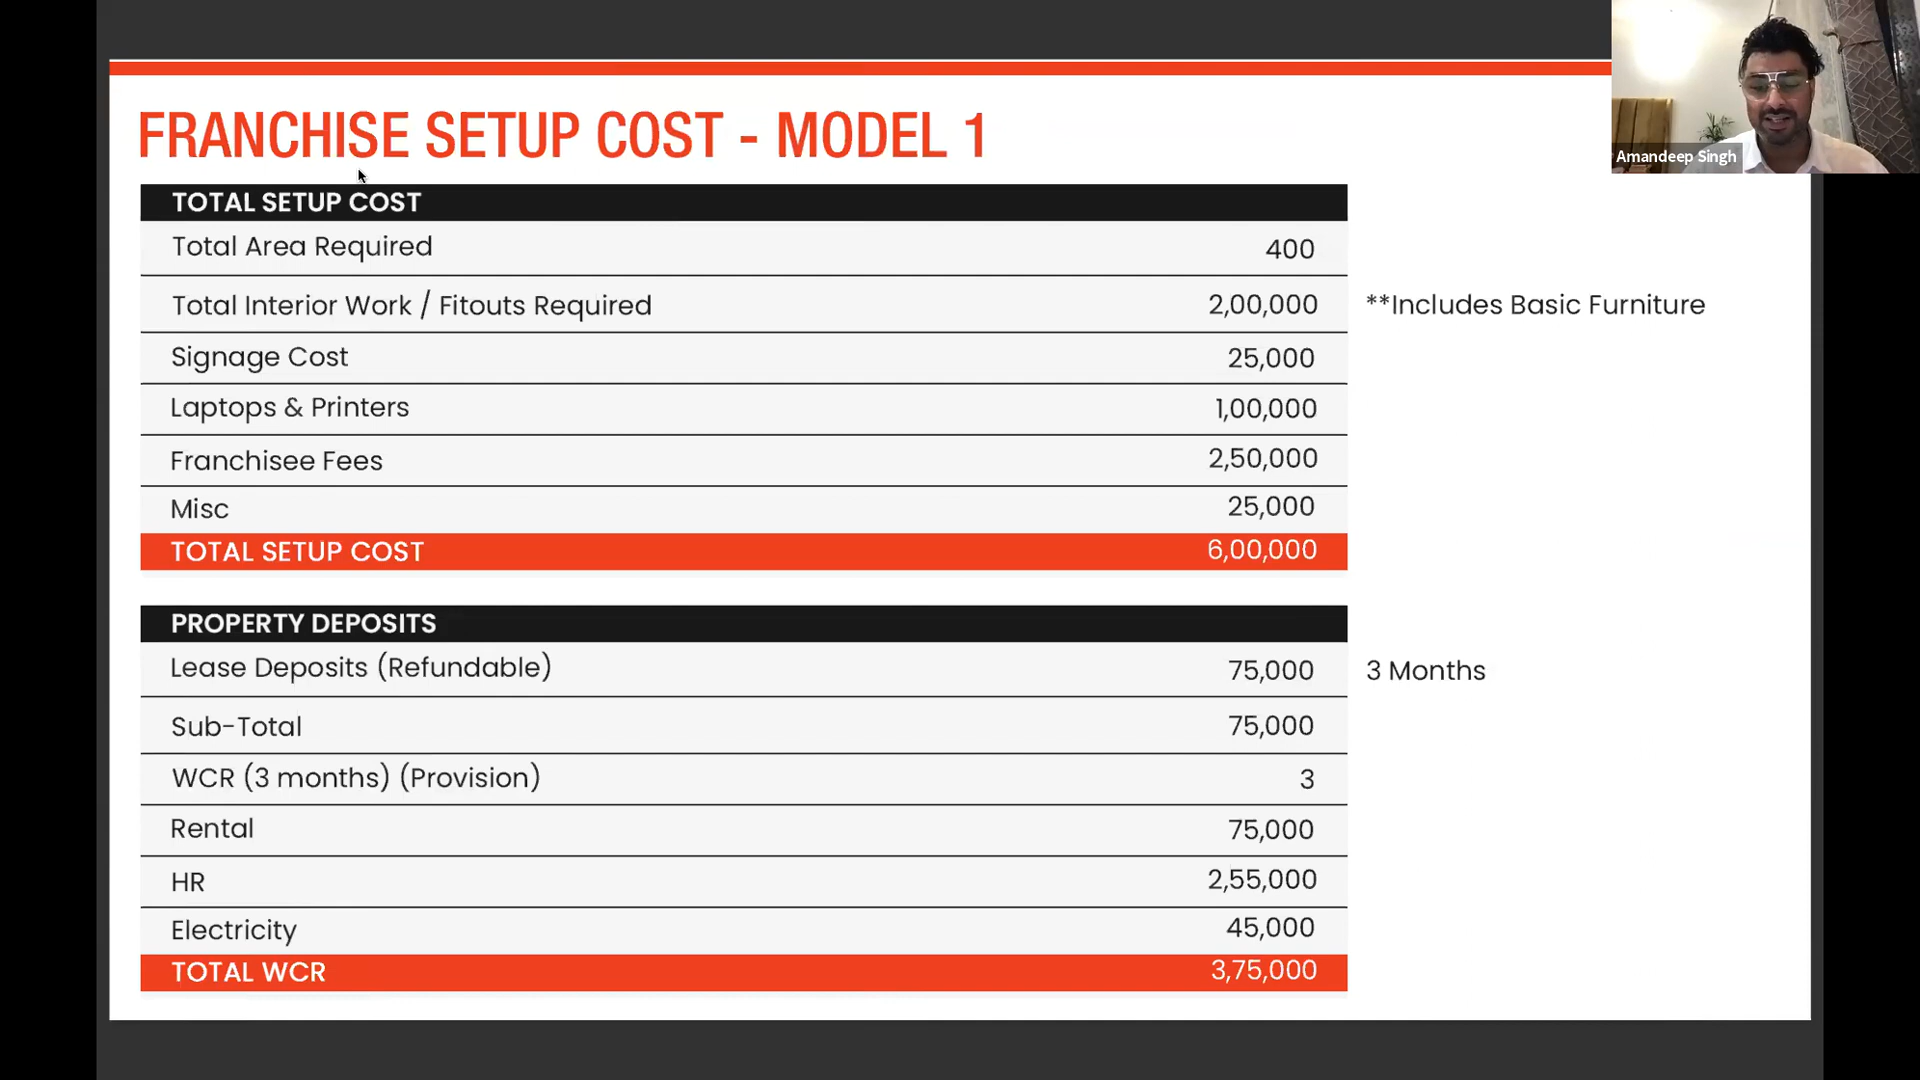 FRANCHISE SETUP COST - MODEL 1
Amandeep Singh
TOTAL SETUP COST
Total Area Required 400
Total Interior Work / Fitouts Required 2,00,000 **Includes Basic Furniture
Signage Cost 25,000
Laptops & Printers 1,00,000
Franchisee Fees 2,50,000
Misc 25,000
TOTAL SETUP COST 6,00,000
PROPERTY DEPOSITS
Lease Deposits (Refundable) 75,000 3 Months
Sub-Total 75,000
WCR (3 months) (Provision) 3
Rental 75,000
HR 2,55,000
Electricity 45,000
TOTAL WCR 3,75,000